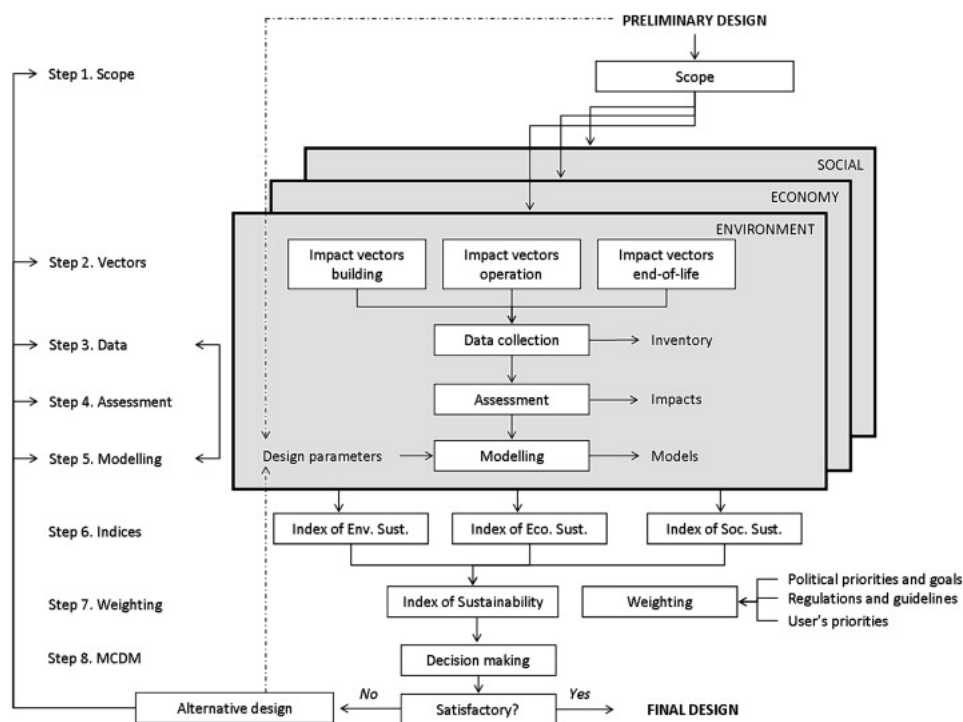 PRELIMINARY DESIGN
Step 1. Scope
Scope
SOCIAL
ECONOMY
ENVIRONMENT
Step 2. Vectors
Impact vectors
building
Impact vectors
operation
Impact vectors
end-of-life
Step 3. Data
Data collection
Inventory
Step 4. Assessment
Assessment
Impacts
Step 5. Modelling
Design parameters
Modelling
Models
Step 6. Indices
Index of Env. Sust.
Index of Eco. Sust.
Index of Soc. Sust.
Step 7. Weighting
Index of Sustainability
Weighting
Political priorities and goals
Regulations and guidelines
User's priorities
Step 8. MCDM
Decision making
Alternative design
No
Satisfactory?
Yes
FINAL DESIGN